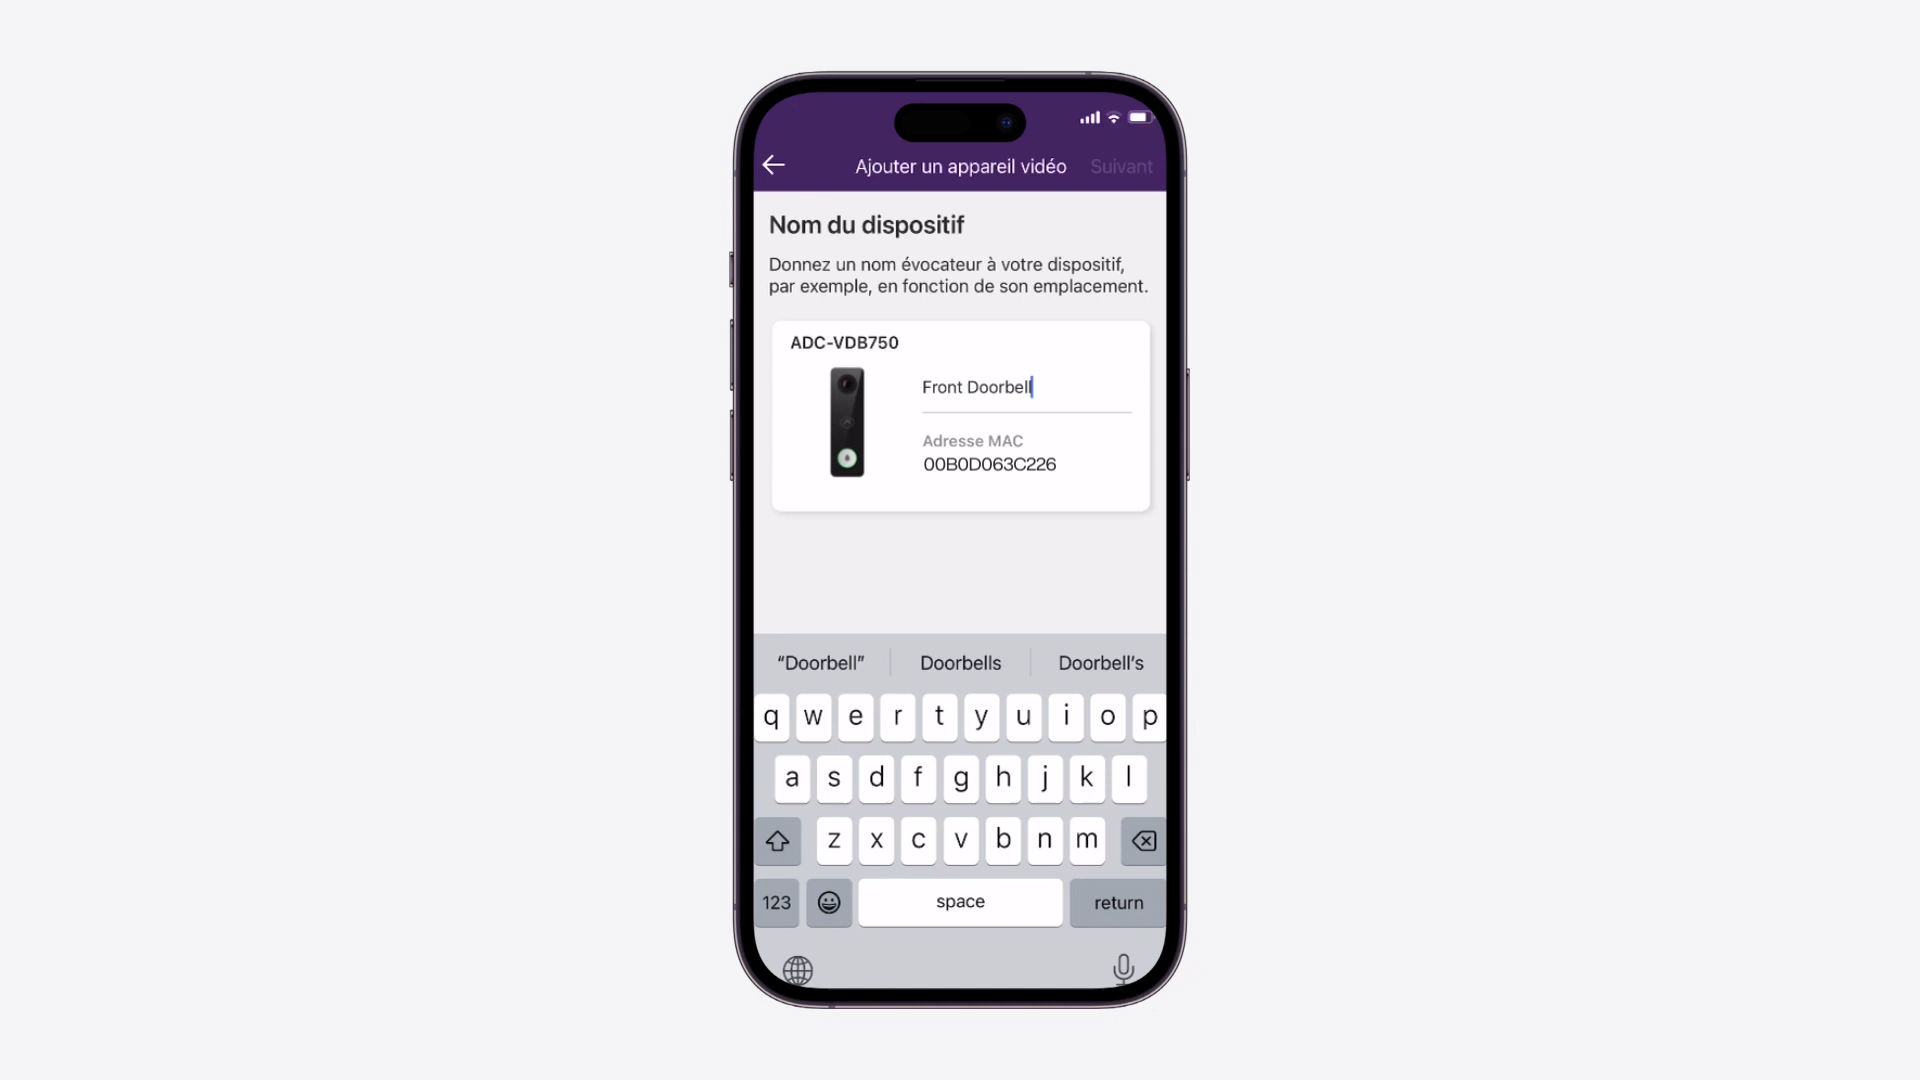 Ajouter un appareil vidéo
Suivant
Nom du dispositif
Donnez un nom évocateur à votre dispositif,
par exemple, en fonction de son emplacement.
ADC-VDB750
Front Doorbell
Adresse MAC
00B0D063C226
“Doorbell”
Doorbells
Doorbell’s
q w e r t y u i o p
a s d f g h j k l
z x c v b n m
123
space
return